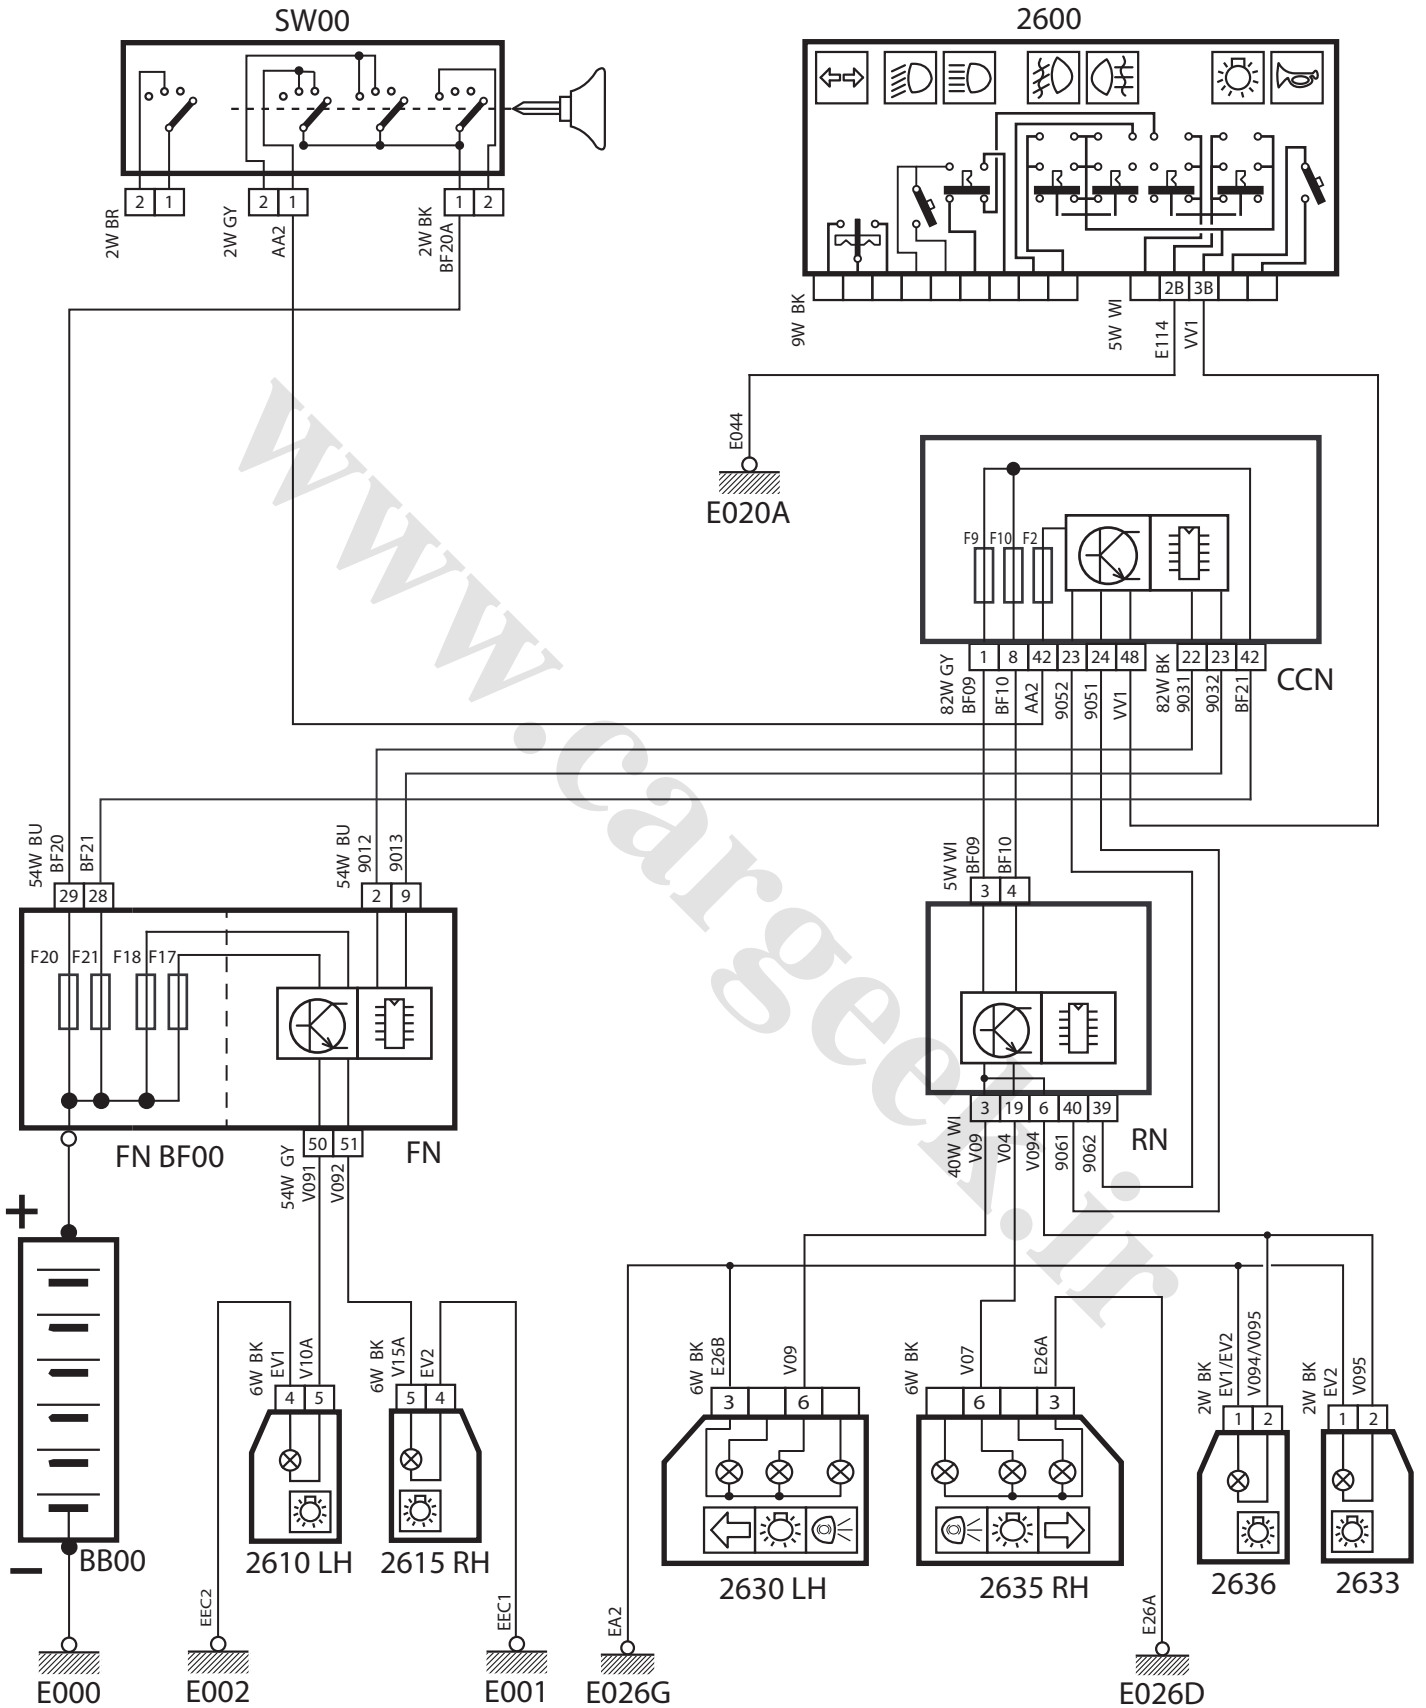 SW00
2600
2 1
2 1
1 2
2W BR
2W GY
AA2
2W BK
BF20A
2B 3B
9W BK
5W WI
E114
VV1
E044
E020A
F9 F10 F2
1 8 42 23 24 48 22 23 42
CCN
82W GY
BF09
BF10
AA2
9052
9051
VV1
82W BK
9031
9032
BF21
54W BU
BF20
BF21
54W BU
9012
9013
29 28
2 9
5W WI
BF09
BF10
3 4
F20 F21 F18 F17
FN BF00
FN
50 51
54W GY
V091
V092
3 19 6 40 39
RN
40W WI
V09
V04
V094
9061
9062
+
−
BB00
6W BK
EV1
V10A
4 5
6W BK
V15A
EV2
5 4
6W BK
E26B
V09
3 6
6W BK
V07
E26A
6 3
2W BK
EV1/EV2
V094/V095
1 2
2W BK
EV2
V095
1 2
2610 LH
2615 RH
2630 LH
2635 RH
2636
2633
EEC2
EEC1
EA2
E26A
E000
E002
E001
E026G
E026D
www.cargeek.ir